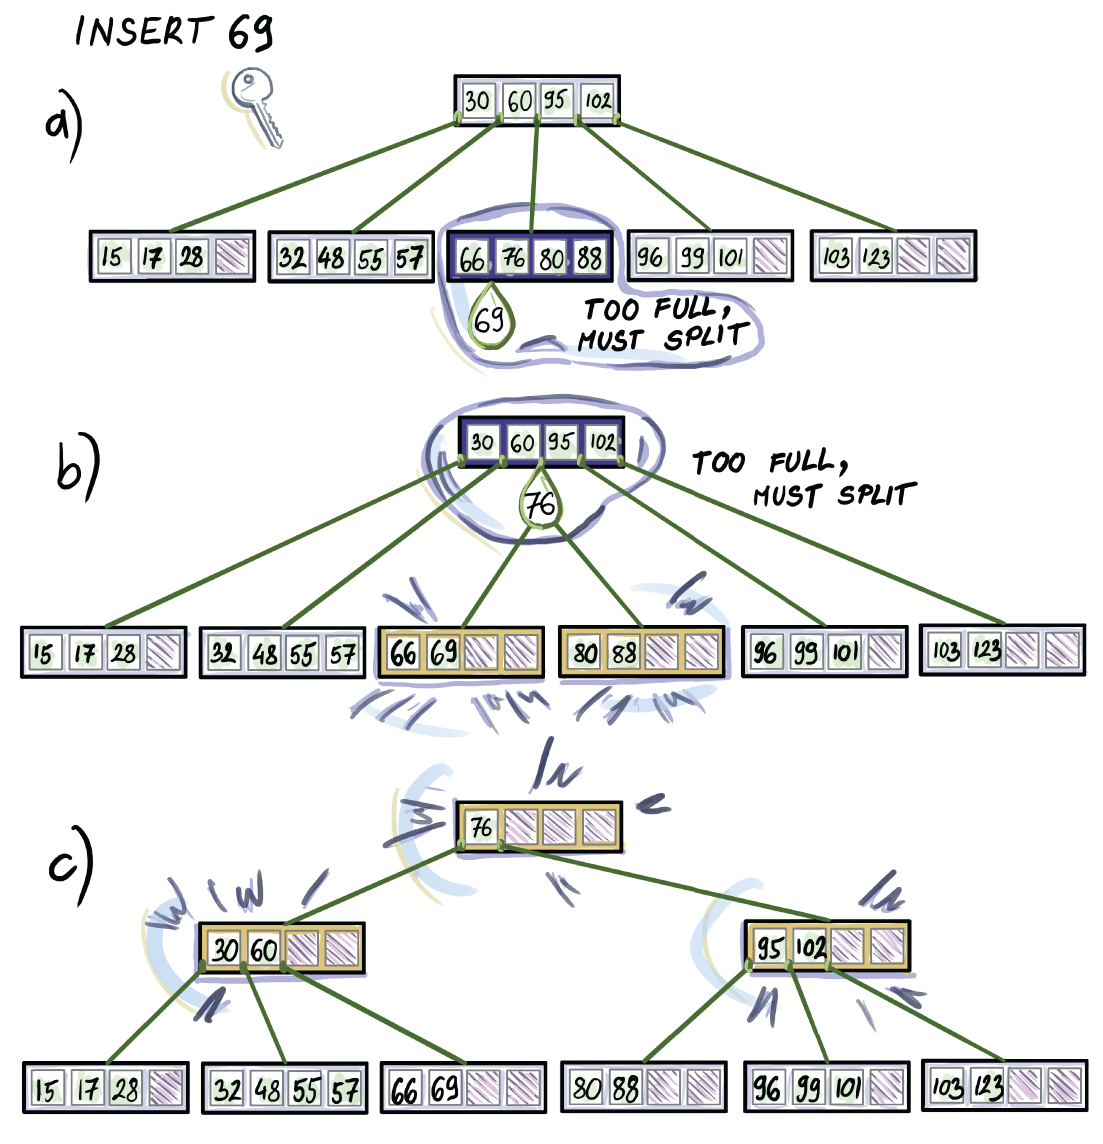 INSERT 69
a)
30 60 95 102
15 17 28
32 48 55 57
66 76 80 88
96 99 101
103 123
69
TOO FULL,
MUST SPLIT
b)
30 60 95 102
76
TOO FULL,
MUST SPLIT
15 17 28
32 48 55 57
66 69
80 88
96 99 101
103 123
c)
76
30 60
95 102
15 17 28
32 48 55 57
66 69
80 88
96 99 101
103 123